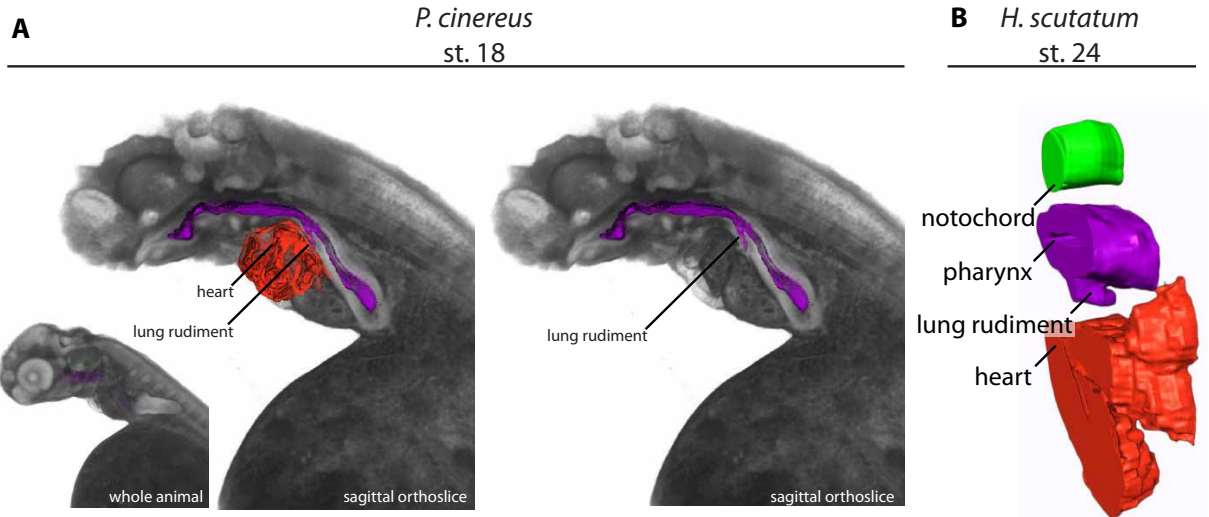 A
P. cinereus
st. 18
B
H. scutatum
st. 24
heart
lung rudiment
whole animal
sagittal orthoslice
lung rudiment
sagittal orthoslice
notochord
pharynx
lung rudiment
heart